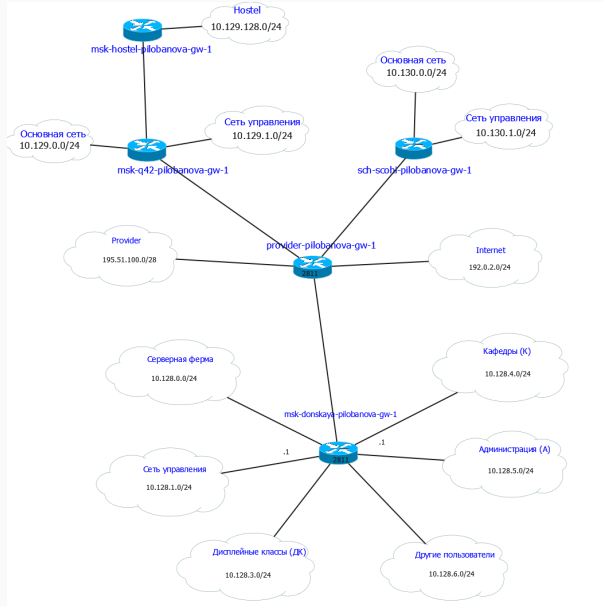 Hostel
10.129.128.0/24
msk-hostel-pilobanova-gw-1
Основная сеть
10.130.0.0/24
Сеть управления
10.129.1.0/24
Сеть управления
10.130.1.0/24
Основная сеть
10.129.0.0/24
msk-q42-pilobanova-gw-1
sch-scohi-pilobanova-gw-1
Provider
195.51.100.0/28
provider-pilobanova-gw-1
2811
Internet
192.0.2.0/24
Серверная ферма
10.128.0.0/24
Кафедры (К)
10.128.4.0/24
msk-donskaya-pilobanova-gw-1
.1
.1
2811
Сеть управления
10.128.1.0/24
Администрация (А)
10.128.5.0/24
Дисплейные классы (ДК)
10.128.3.0/24
Другие пользователи
10.128.6.0/24